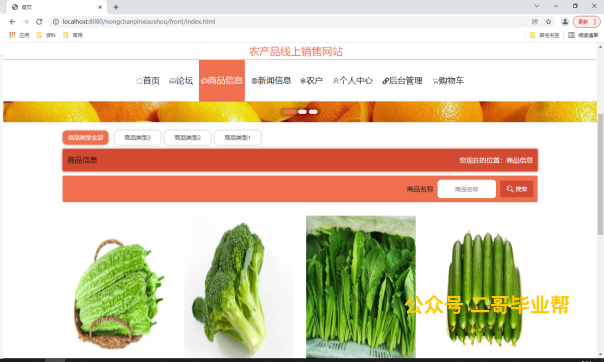 首页
localhost:8080/nongchanpinxiaoshou/front/index.html
更新
应用
资料
常用
其他书签
阅读清单
农产品线上销售网站
首页
论坛
商品信息
新闻信息
农户
个人中心
后台管理
购物车
商品类型全部
商品类型3
商品类型2
商品类型1
商品信息
您现在的位置：商品信息
商品名称
商品名称
搜索
公众号 二哥毕业帮